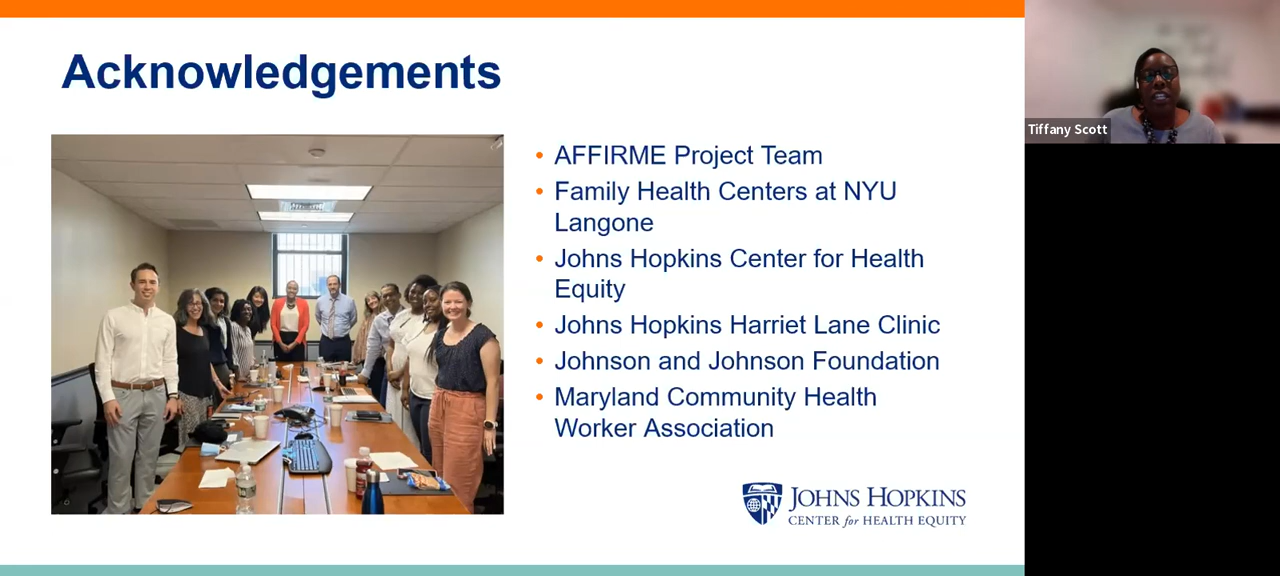 Acknowledgements
• AFFIRME Project Team
• Family Health Centers at NYU
Langone
• Johns Hopkins Center for Health
Equity
• Johns Hopkins Harriet Lane Clinic
• Johnson and Johnson Foundation
• Maryland Community Health
Worker Association
JOHNS HOPKINS
CENTER for HEALTH EQUITY
Tiffany Scott